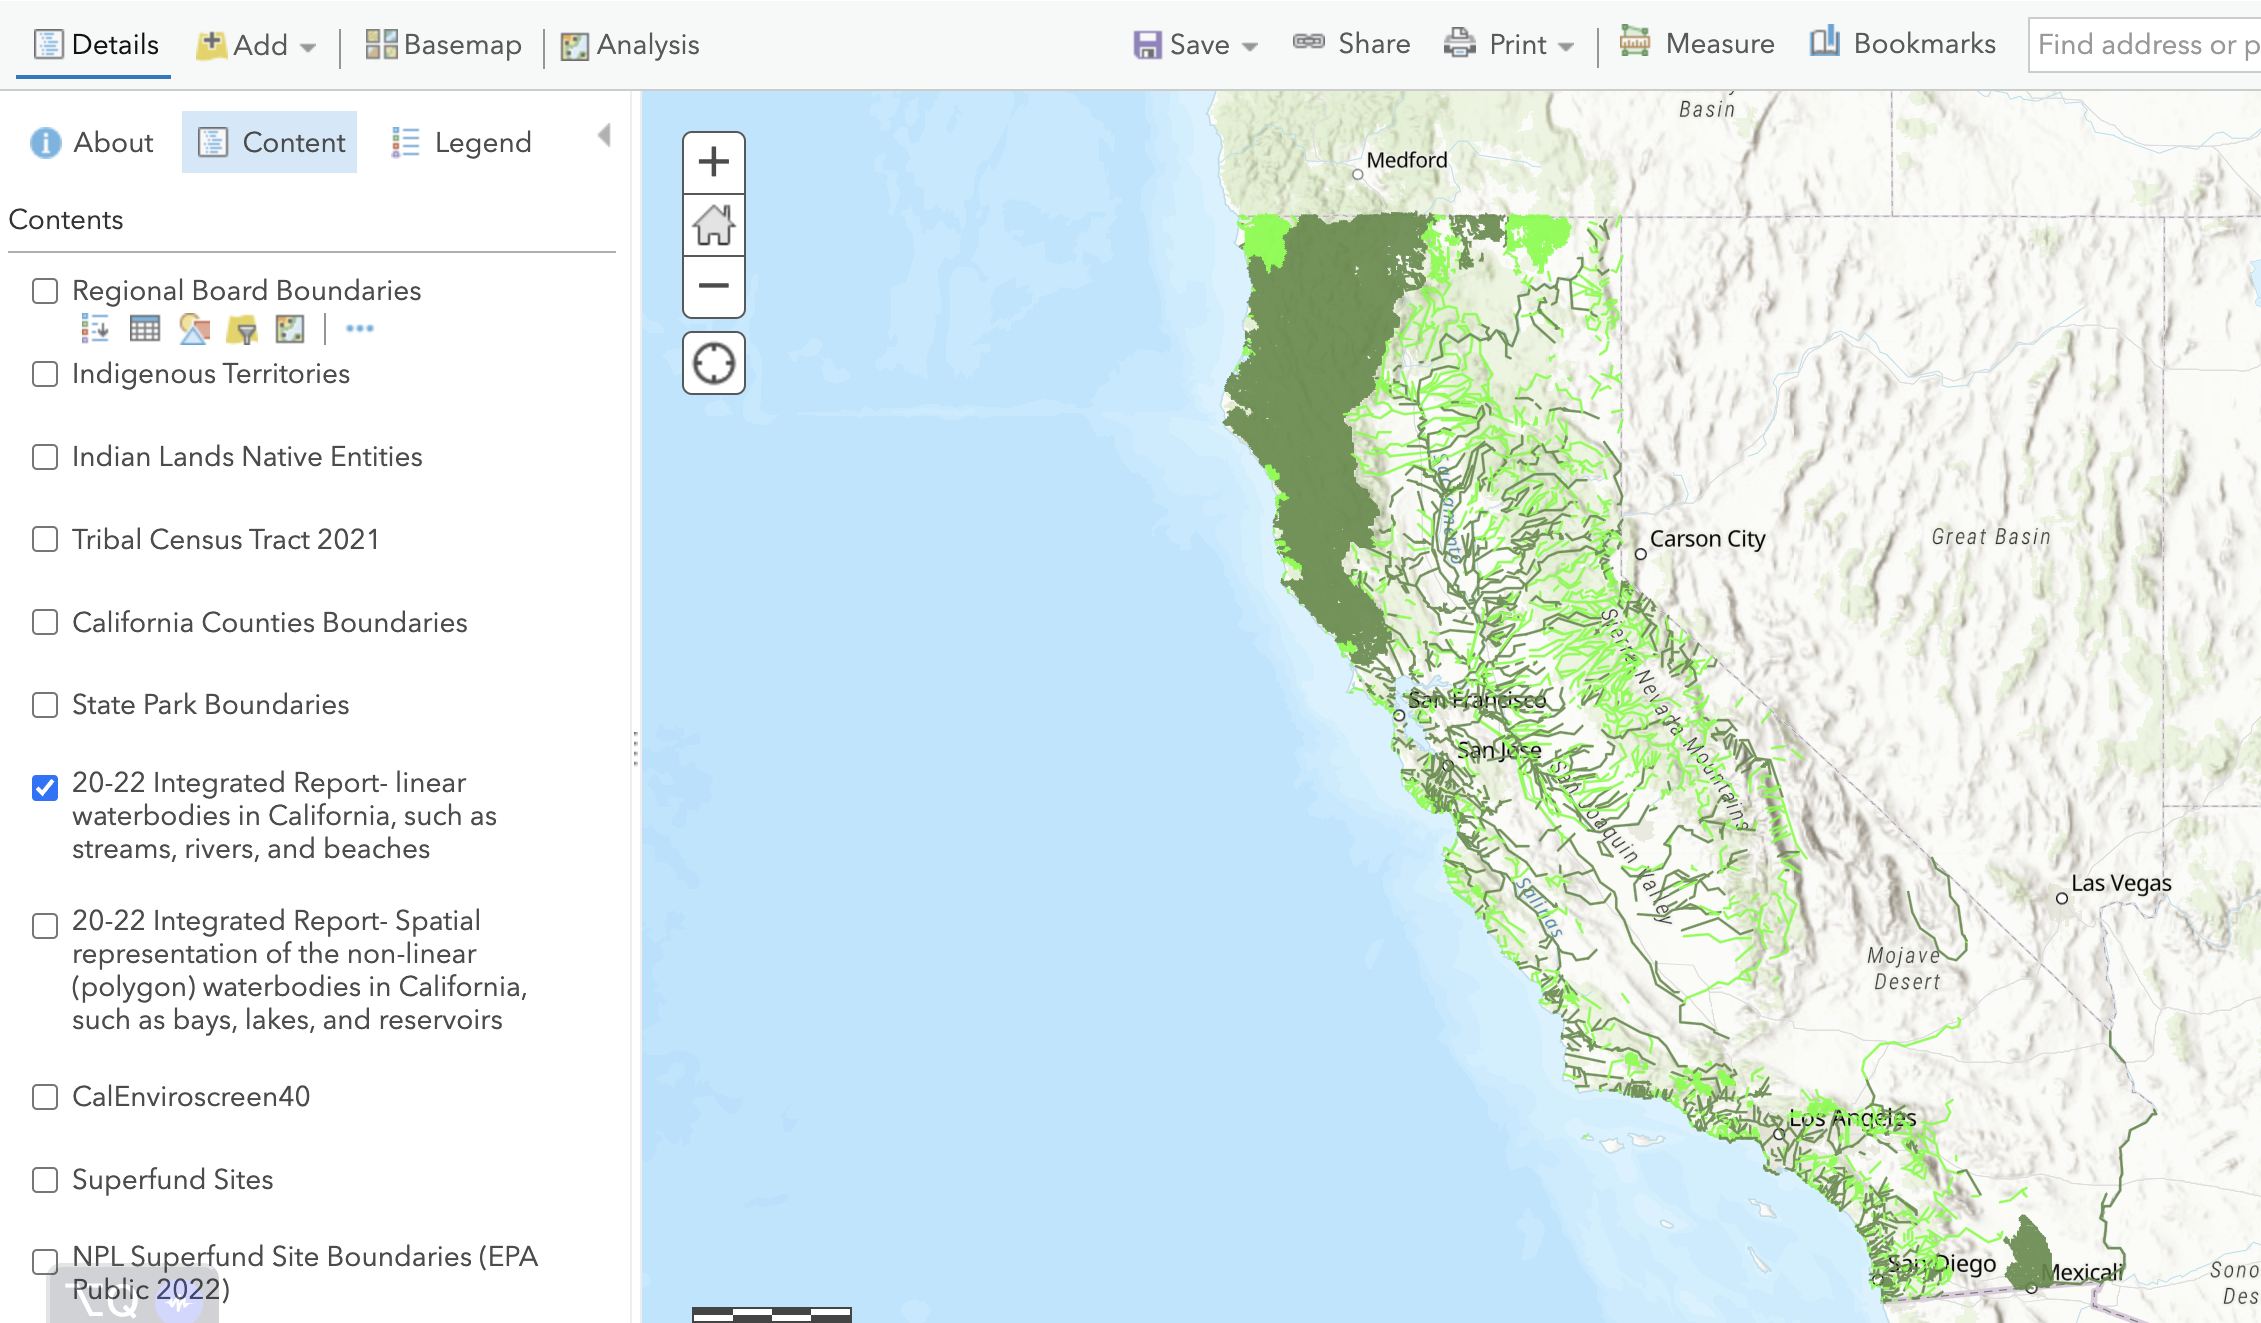 Details
Add
Basemap
Analysis
Save
Share
Print
Measure
Bookmarks
Find address or p
About
Content
Legend
Contents
Regional Board Boundaries
Indigenous Territories
Indian Lands Native Entities
Tribal Census Tract 2021
California Counties Boundaries
State Park Boundaries
20-22 Integrated Report- linear
waterbodies in California, such as
streams, rivers, and beaches
20-22 Integrated Report- Spatial
representation of the non-linear
(polygon) waterbodies in California,
such as bays, lakes, and reservoirs
CalEnviroscreen40
Superfund Sites
NPL Superfund Site Boundaries (EPA
Public 2022)
⌥Q
Basin
Medford
Sacramento
Carson City
Great Basin
Sierra Nevada Mountains
San Francisco
San Jose
San Joaquin Valley
Salinas
Las Vegas
Mojave
Desert
Los Angeles
San Diego
Mexicali
Sono
Des